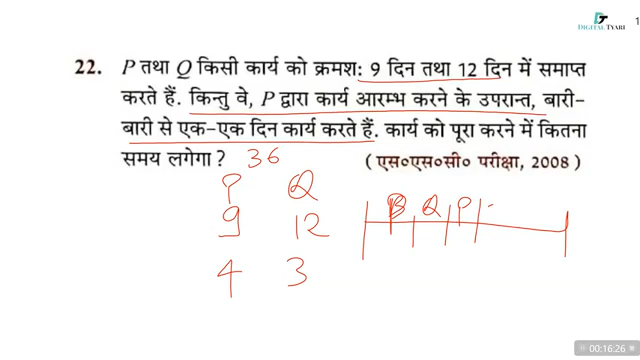 DIGITAL TYARI
1
22. P तथा Q किसी कार्य को क्रमश: 9 दिन तथा 12 दिन में समाप्त
करते हैं. किन्तु वे, P द्वारा कार्य आरम्भ करने के उपरान्त, बारी-
बारी से एक-एक दिन कार्य करते हैं. कार्य को पूरा करने में कितना
समय लगेगा ? 36
( एस०एस०सी० परीक्षा, 2008 )
P Q
Q P
9 12
4 3
00:16:26